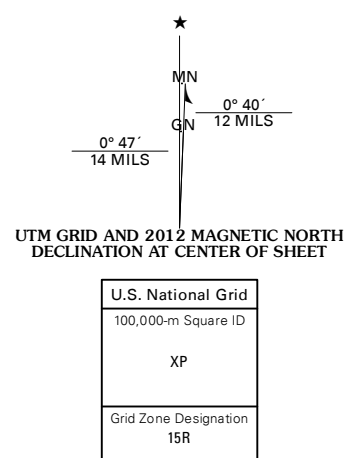 ★
MN
0° 40´
12 MILS
GN
0° 47´
14 MILS
UTM GRID AND 2012 MAGNETIC NORTH
DECLINATION AT CENTER OF SHEET
U.S. National Grid
100,000-m Square ID
XP
Grid Zone Designation
15R